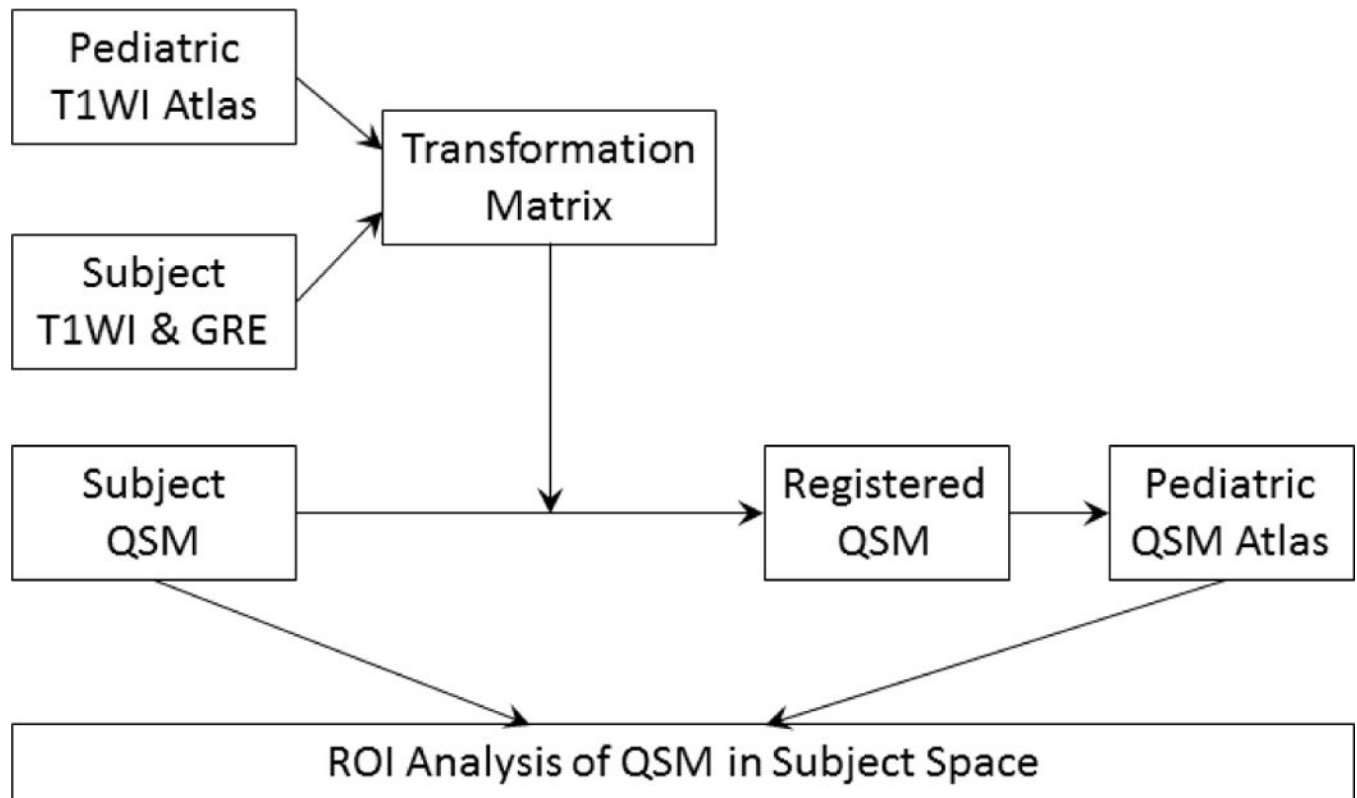 Pediatric
T1WI Atlas
Transformation
Matrix
Subject
T1WI & GRE
Subject
QSM
Registered
QSM
Pediatric
QSM Atlas
ROI Analysis of QSM in Subject Space